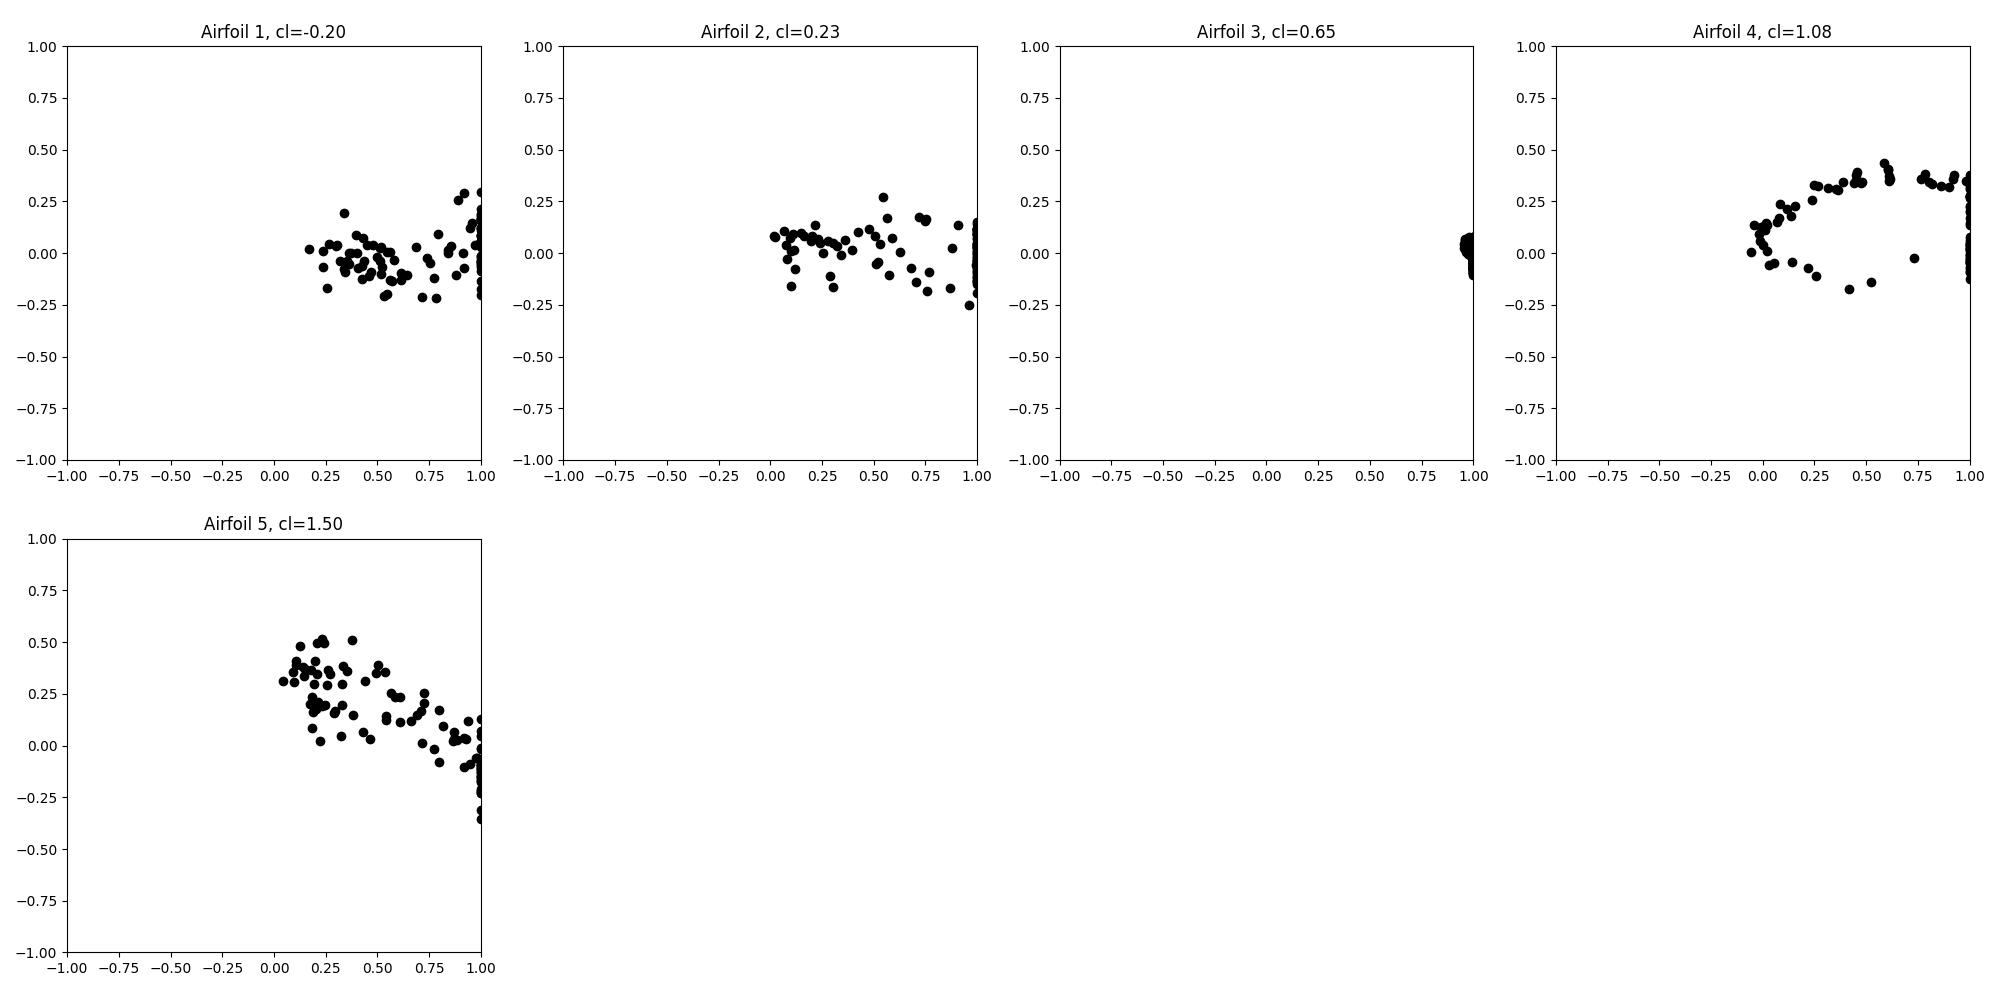 Airfoil 1, cl=-0.20
Airfoil 2, cl=0.23
Airfoil 3, cl=0.65
Airfoil 4, cl=1.08
1.00 1.00 1.00 1.00
0.75 0.75 0.75 0.75
0.50 0.50 0.50 0.50
0.25 0.25 0.25 0.25
0.00 0.00 0.00 0.00
−0.25 −0.25 −0.25 −0.25
−0.50 −0.50 −0.50 −0.50
−0.75 −0.75 −0.75 −0.75
−1.00 −1.00 −1.00 −1.00
−1.00 −0.75 −0.50 −0.25 0.00 0.25 0.50 0.75 1.00
−1.00 −0.75 −0.50 −0.25 0.00 0.25 0.50 0.75 1.00
−1.00 −0.75 −0.50 −0.25 0.00 0.25 0.50 0.75 1.00
−1.00 −0.75 −0.50 −0.25 0.00 0.25 0.50 0.75 1.00
Airfoil 5, cl=1.50
1.00
0.75
0.50
0.25
0.00
−0.25
−0.50
−0.75
−1.00
−1.00 −0.75 −0.50 −0.25 0.00 0.25 0.50 0.75 1.00